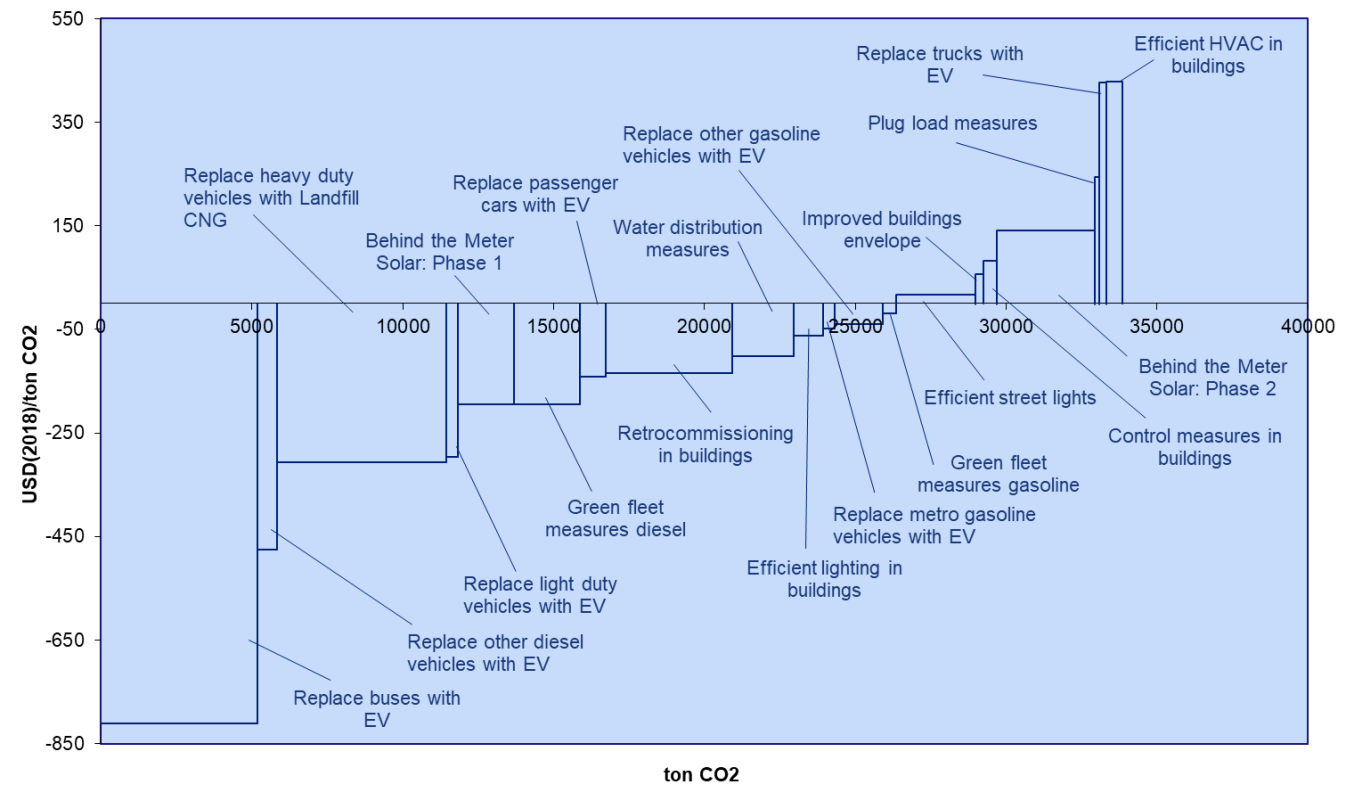 550
350
150
-50
-250
-450
-650
-850
USD(2018)/ton CO2
0
5000
10000
15000
20000
25000
30000
35000
40000
ton CO2
Replace heavy duty
vehicles with Landfill
CNG
Behind the Meter
Solar: Phase 1
Replace passenger
cars with EV
Water distribution
measures
Replace other gasoline
vehicles with EV
Improved buildings
envelope
Plug load measures
Replace trucks with
EV
Efficient HVAC in
buildings
Behind the Meter
Solar: Phase 2
Efficient street lights
Control measures in
buildings
Green fleet
measures gasoline
Replace metro gasoline
vehicles with EV
Efficient lighting in
buildings
Retrocommissioning
in buildings
Green fleet
measures diesel
Replace light duty
vehicles with EV
Replace other diesel
vehicles with EV
Replace buses with
EV